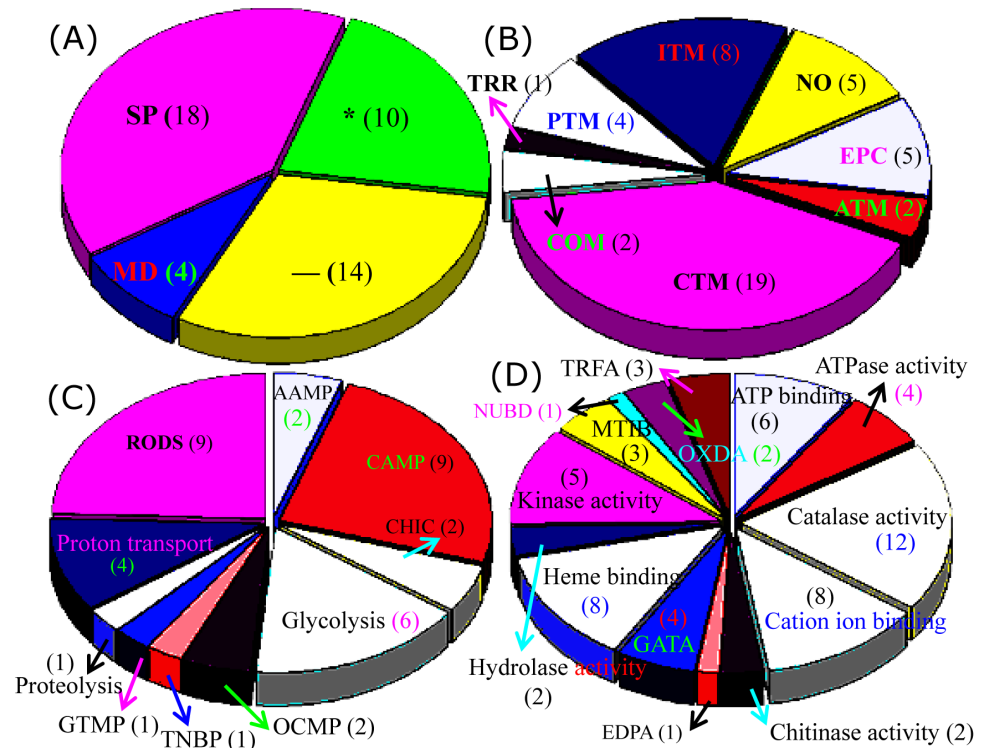 (A)
SP (18)
* (10)
MD (4)
— (14)
(B)
ITM (8)
TRR (1)
NO (5)
PTM (4)
EPC (5)
ATM (2)
COM (2)
CTM (19)
(C)
AAMP
(2)
RODS (9)
CAMP (9)
CHIC (2)
Proton transport
(4)
Glycolysis (6)
(1)
Proteolysis
GTMP (1)
TNBP (1)
OCMP (2)
(D)
TRFA (3)
ATPase activity
(4)
NUBD (1)
ATP binding
(6)
MTIB
(3)
OXDA (2)
(5)
Kinase activity
Catalase activity
(12)
Heme binding
(8)
(8)
Cation ion binding
(4)
GATA
Hydrolase activity
(2)
EDPA (1)
Chitinase activity (2)